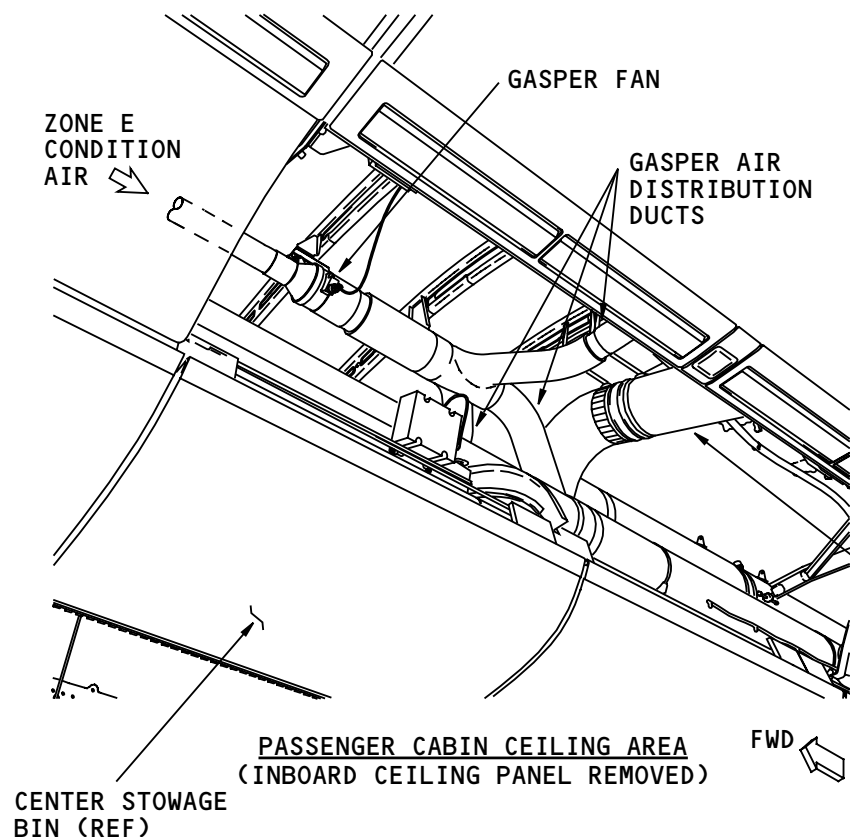 GASPER FAN
ZONE E
CONDITION
AIR
GASPER AIR
DISTRIBUTION
DUCTS
PASSENGER CABIN CEILING AREA
(INBOARD CEILING PANEL REMOVED)
FWD
CENTER STOWAGE
BIN (REF)